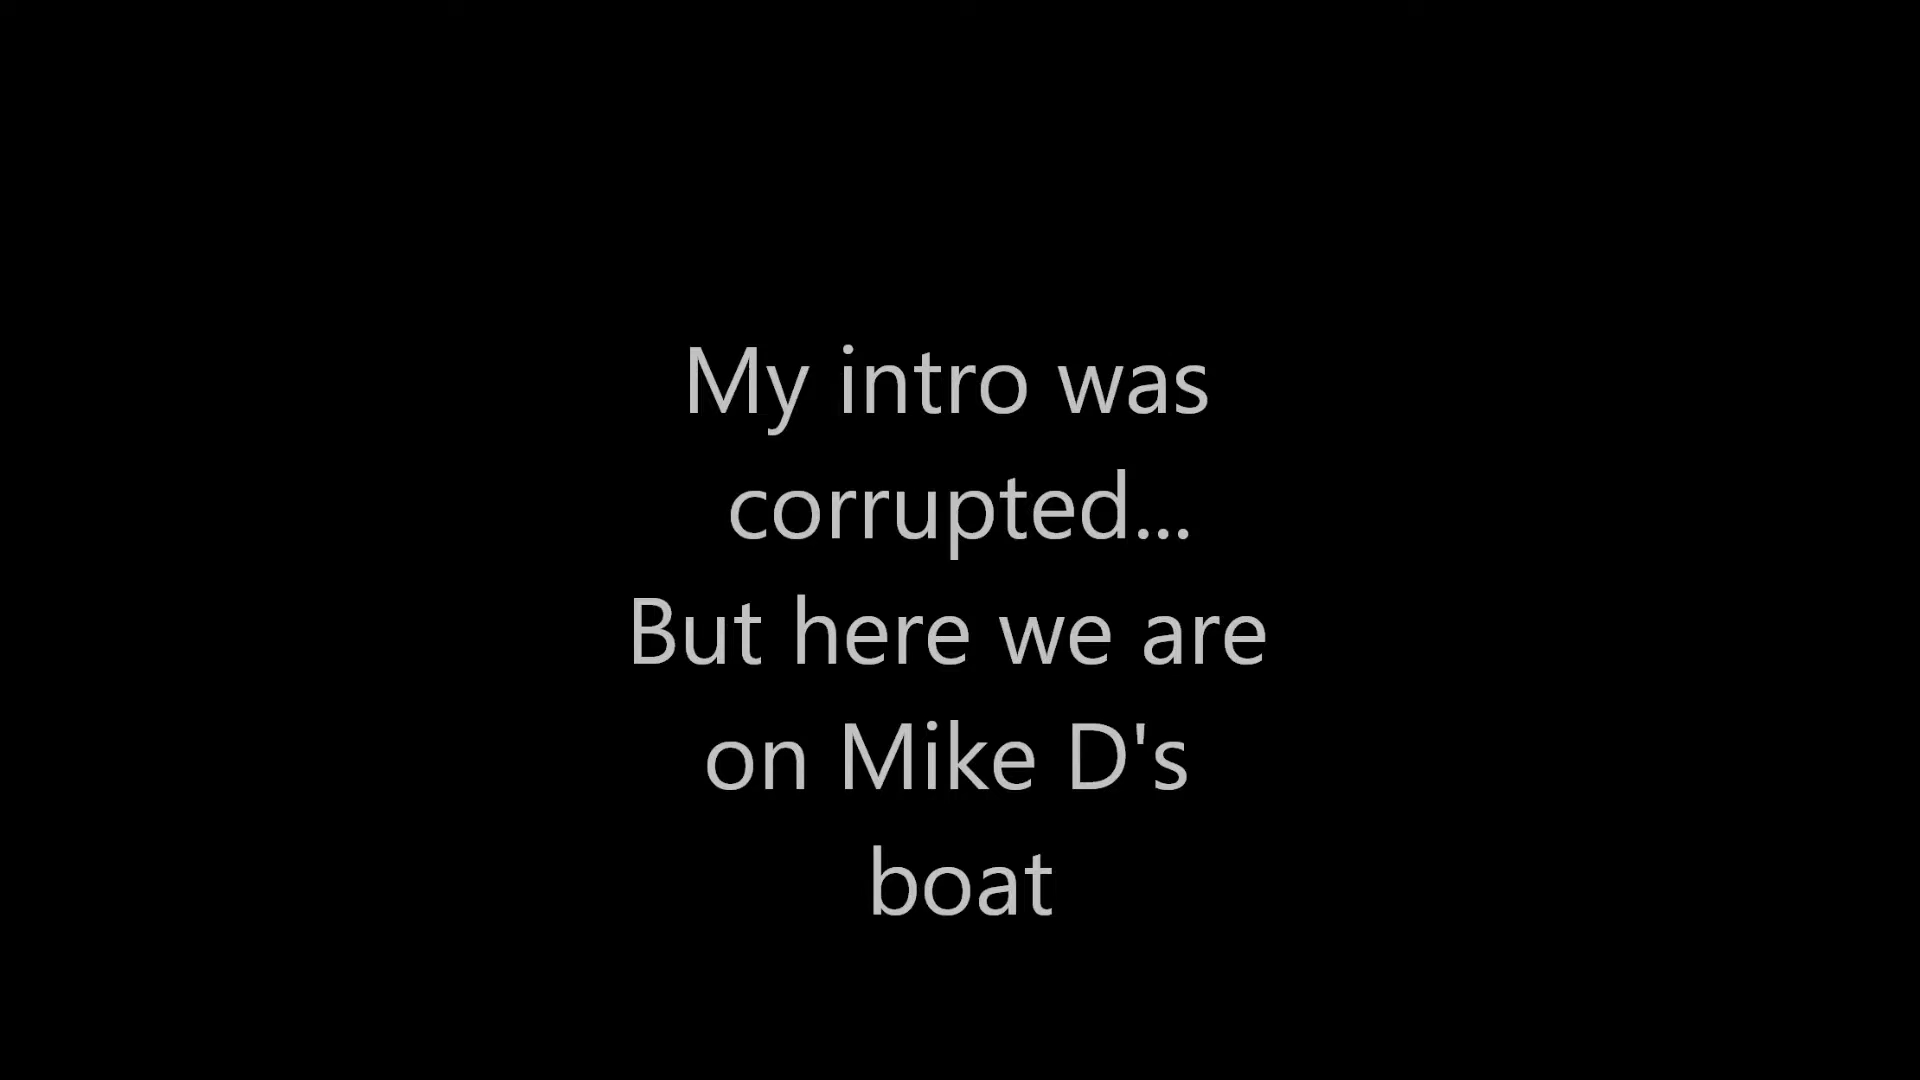 My intro was
corrupted...
But here we are
on Mike D's
boat